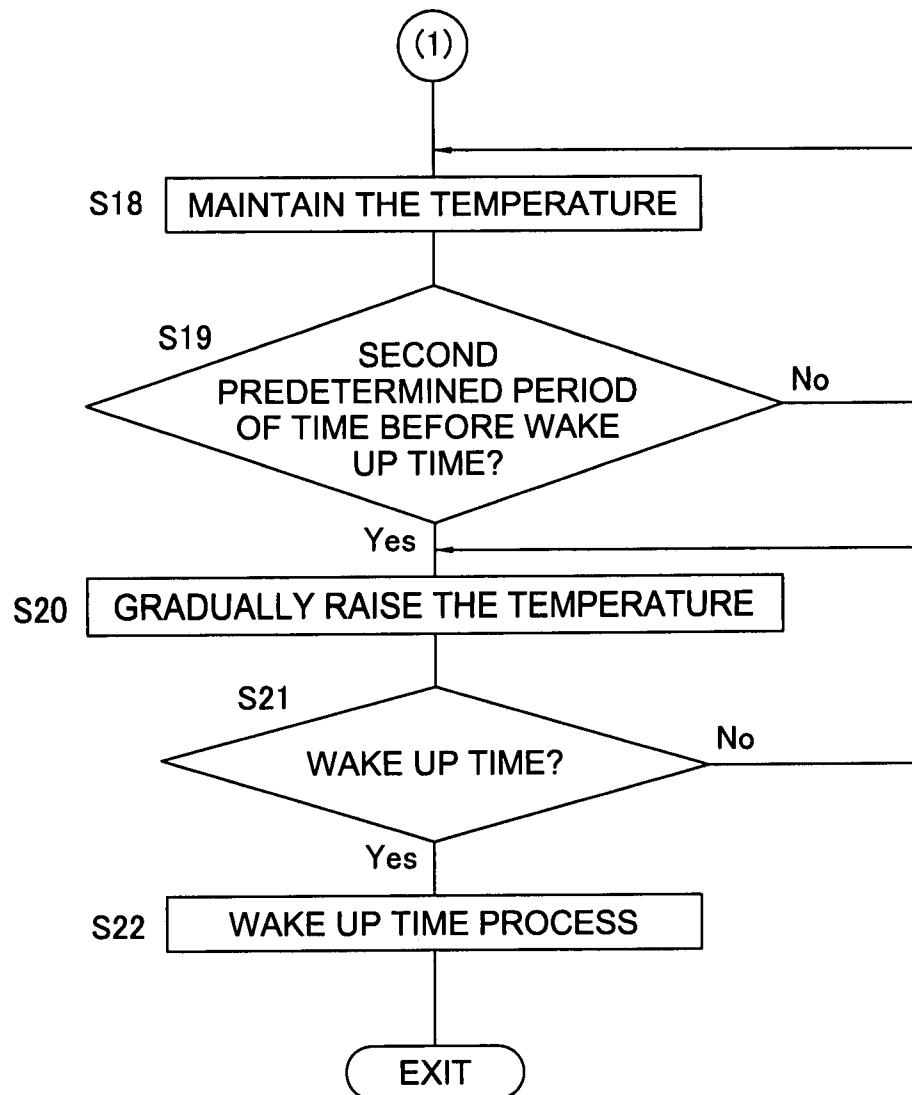 (1)
S18
MAINTAIN THE TEMPERATURE
S19
SECOND
PREDETERMINED PERIOD
OF TIME BEFORE WAKE
UP TIME?
No
Yes
S20
GRADUALLY RAISE THE TEMPERATURE
S21
WAKE UP TIME?
No
Yes
S22
WAKE UP TIME PROCESS
EXIT